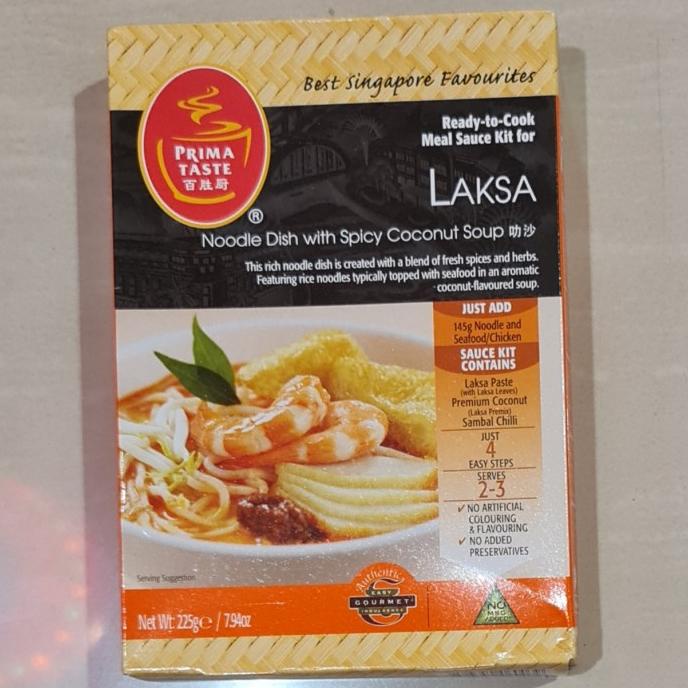 Best Singapore Favourites
PRIMA
TASTE
百胜厨
®
Ready-to-Cook
Meal Sauce Kit for
LAKSA
Noodle Dish with Spicy Coconut Soup 叻沙
This rich noodle dish is created with a blend of fresh spices and herbs.
Featuring rice noodles typically topped with seafood in an aromatic
coconut-flavoured soup.
JUST ADD
145g Noodle and
Seafood/Chicken
SAUCE KIT
CONTAINS
Laksa Paste
(with Laksa Leaves)
Premium Coconut
(Laksa Premix)
Sambal Chilli
JUST
4
EASY STEPS
SERVES
2-3
✓ NO ARTIFICIAL
COLOURING
& FLAVOURING
✓ NO ADDED
PRESERVATIVES
Serving Suggestion
Net Wt: 225g e / 7.94oz
Authentic
EASY
GOURMET
INDULGENCE
NO
MSG
ADDED